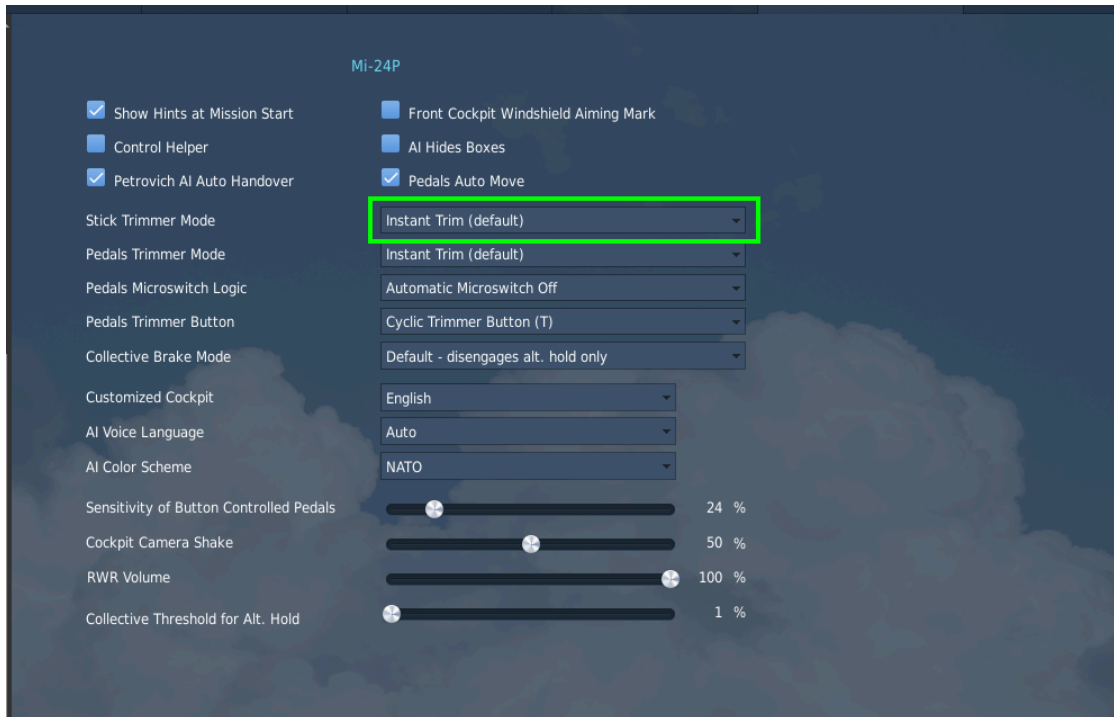 Mi-24P
Show Hints at Mission Start
Front Cockpit Windshield Aiming Mark
Control Helper
AI Hides Boxes
Petrovich AI Auto Handover
Pedals Auto Move
Stick Trimmer Mode Instant Trim (default)
Pedals Trimmer Mode Instant Trim (default)
Pedals Microswitch Logic Automatic Microswitch Off
Pedals Trimmer Button Cyclic Trimmer Button (T)
Collective Brake Mode Default - disengages alt. hold only
Customized Cockpit English
AI Voice Language Auto
AI Color Scheme NATO
Sensitivity of Button Controlled Pedals 24 %
Cockpit Camera Shake 50 %
RWR Volume 100 %
Collective Threshold for Alt. Hold 1 %